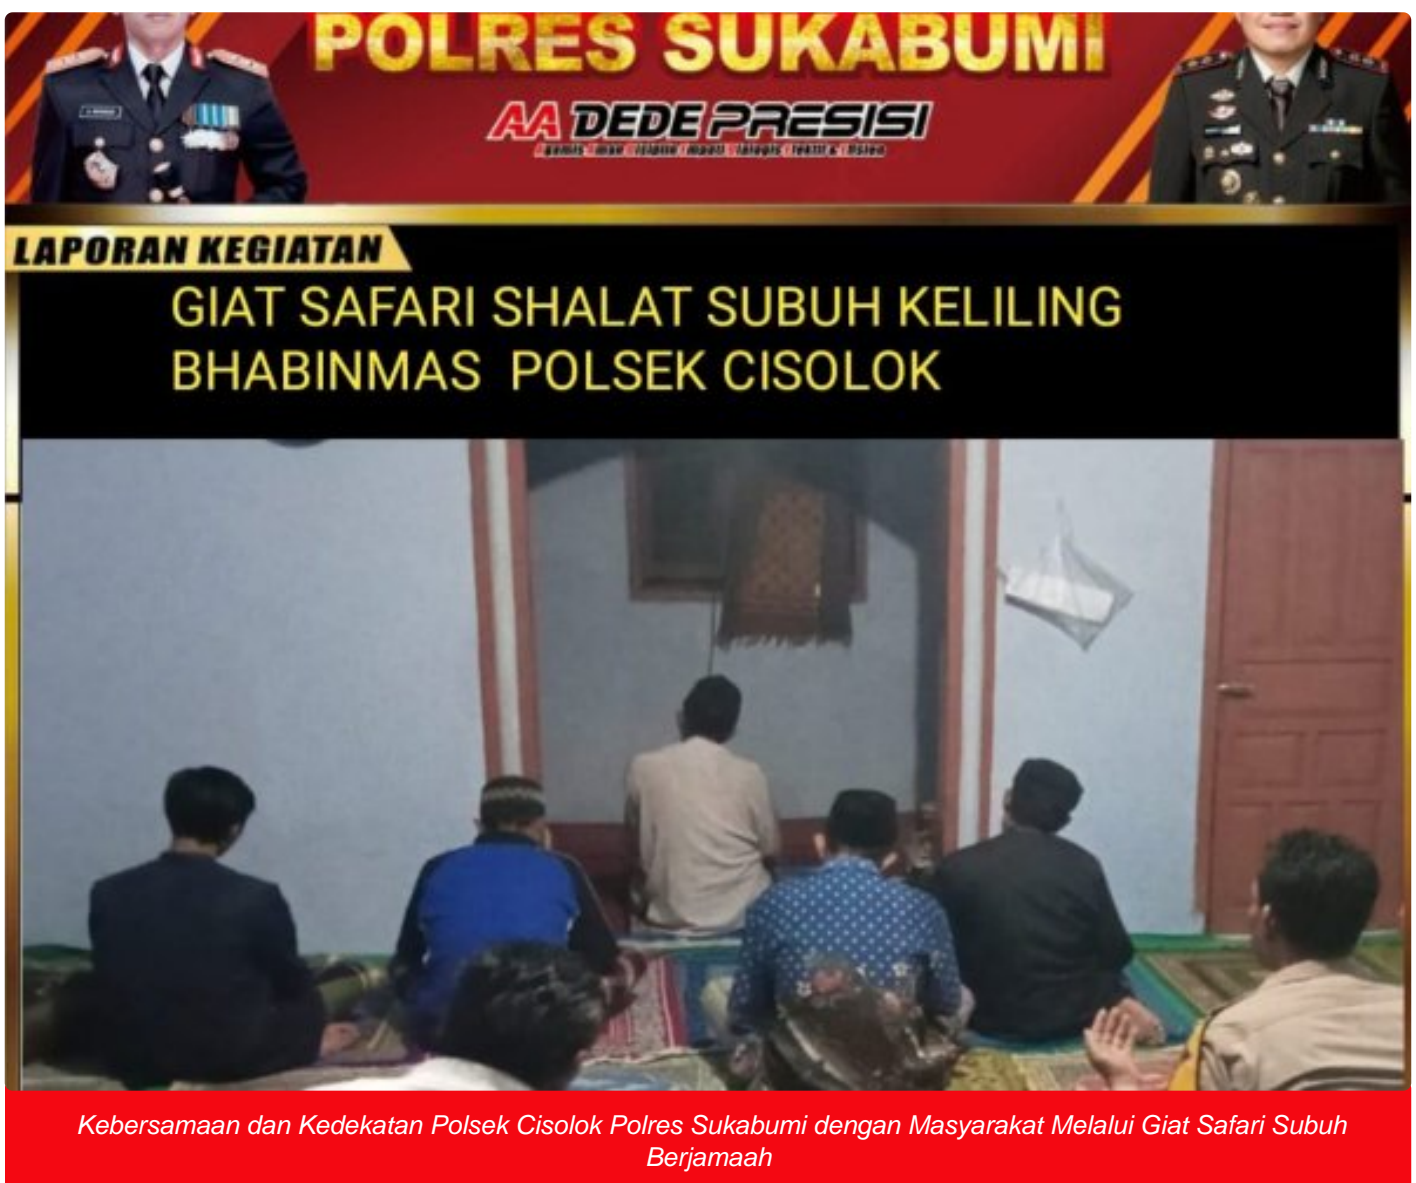 POLRES SUKABUMI
AA DEDE PRESISI
LAPORAN KEGIATAN
GIAT SAFARI SHALAT SUBUH KELILING
BHABINMAS POLSEK CISOLOK
Kebersamaan dan Kedekatan Polsek Cisolok Polres Sukabumi dengan Masyarakat Melalui Giat Safari Subuh
Berjamaah